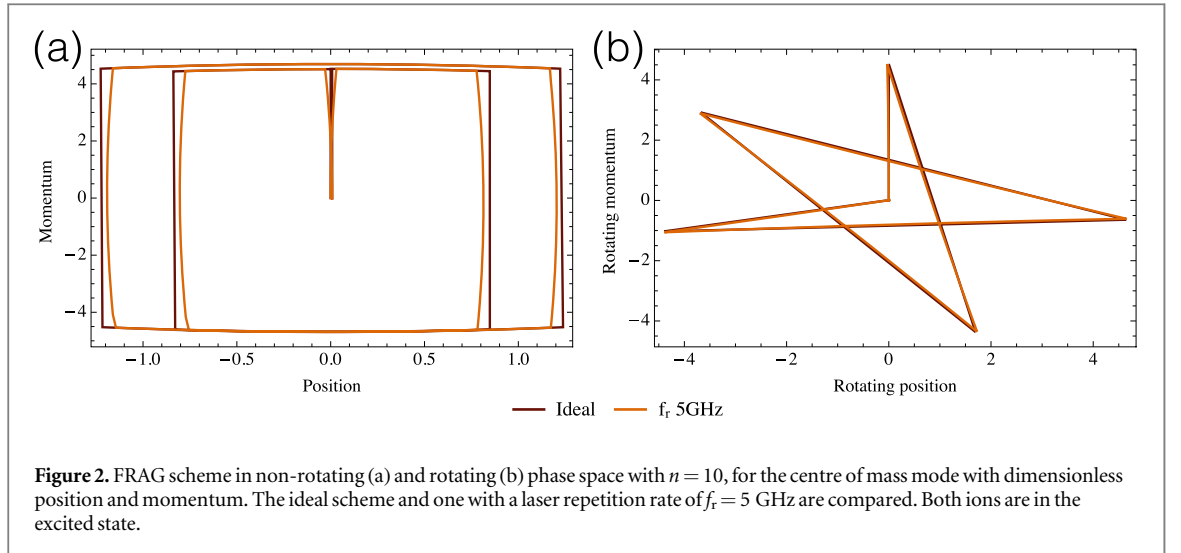 (a)
4
2
0
−2
−4
Momentum
−1.0
−0.5
0.0
0.5
1.0
Position
(b)
4
2
0
−2
−4
Rotating momentum
−4
−2
0
2
4
Rotating position
Ideal
fr 5GHz
Figure 2. FRAG scheme in non-rotating (a) and rotating (b) phase space with n = 10, for the centre of mass mode with dimensionless
position and momentum. The ideal scheme and one with a laser repetition rate of fr = 5 GHz are compared. Both ions are in the
excited state.